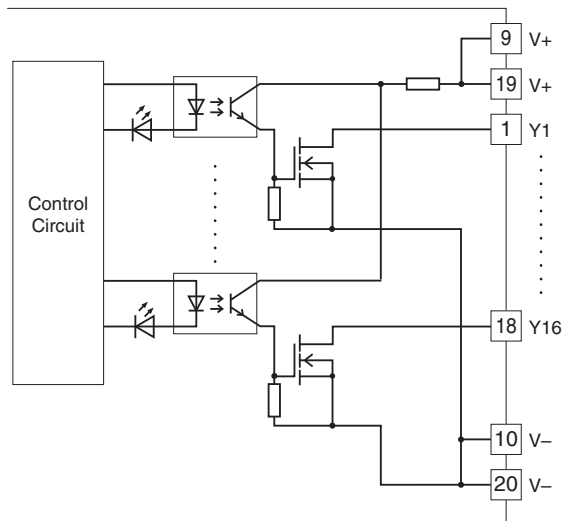 9 V+
19 V+
1 Y1
Control
Circuit
18 Y16
10 V–
20 V–